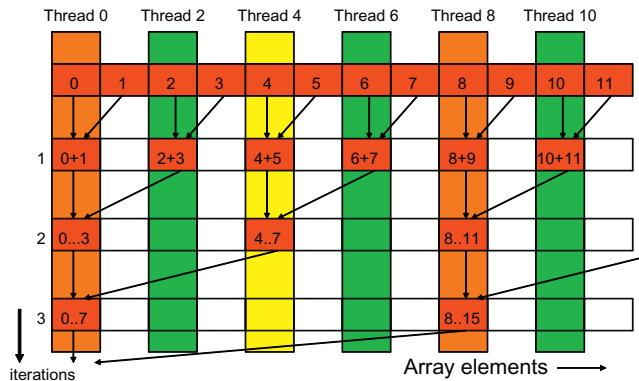 Thread 0 Thread 2 Thread 4 Thread 6 Thread 8 Thread 10
0 1 2 3 4 5 6 7 8 9 10 11
1 0+1 2+3 4+5 6+7 8+9 10+11
2 0...3 4..7 8..11
3 0..7 8..15
iterations Array elements